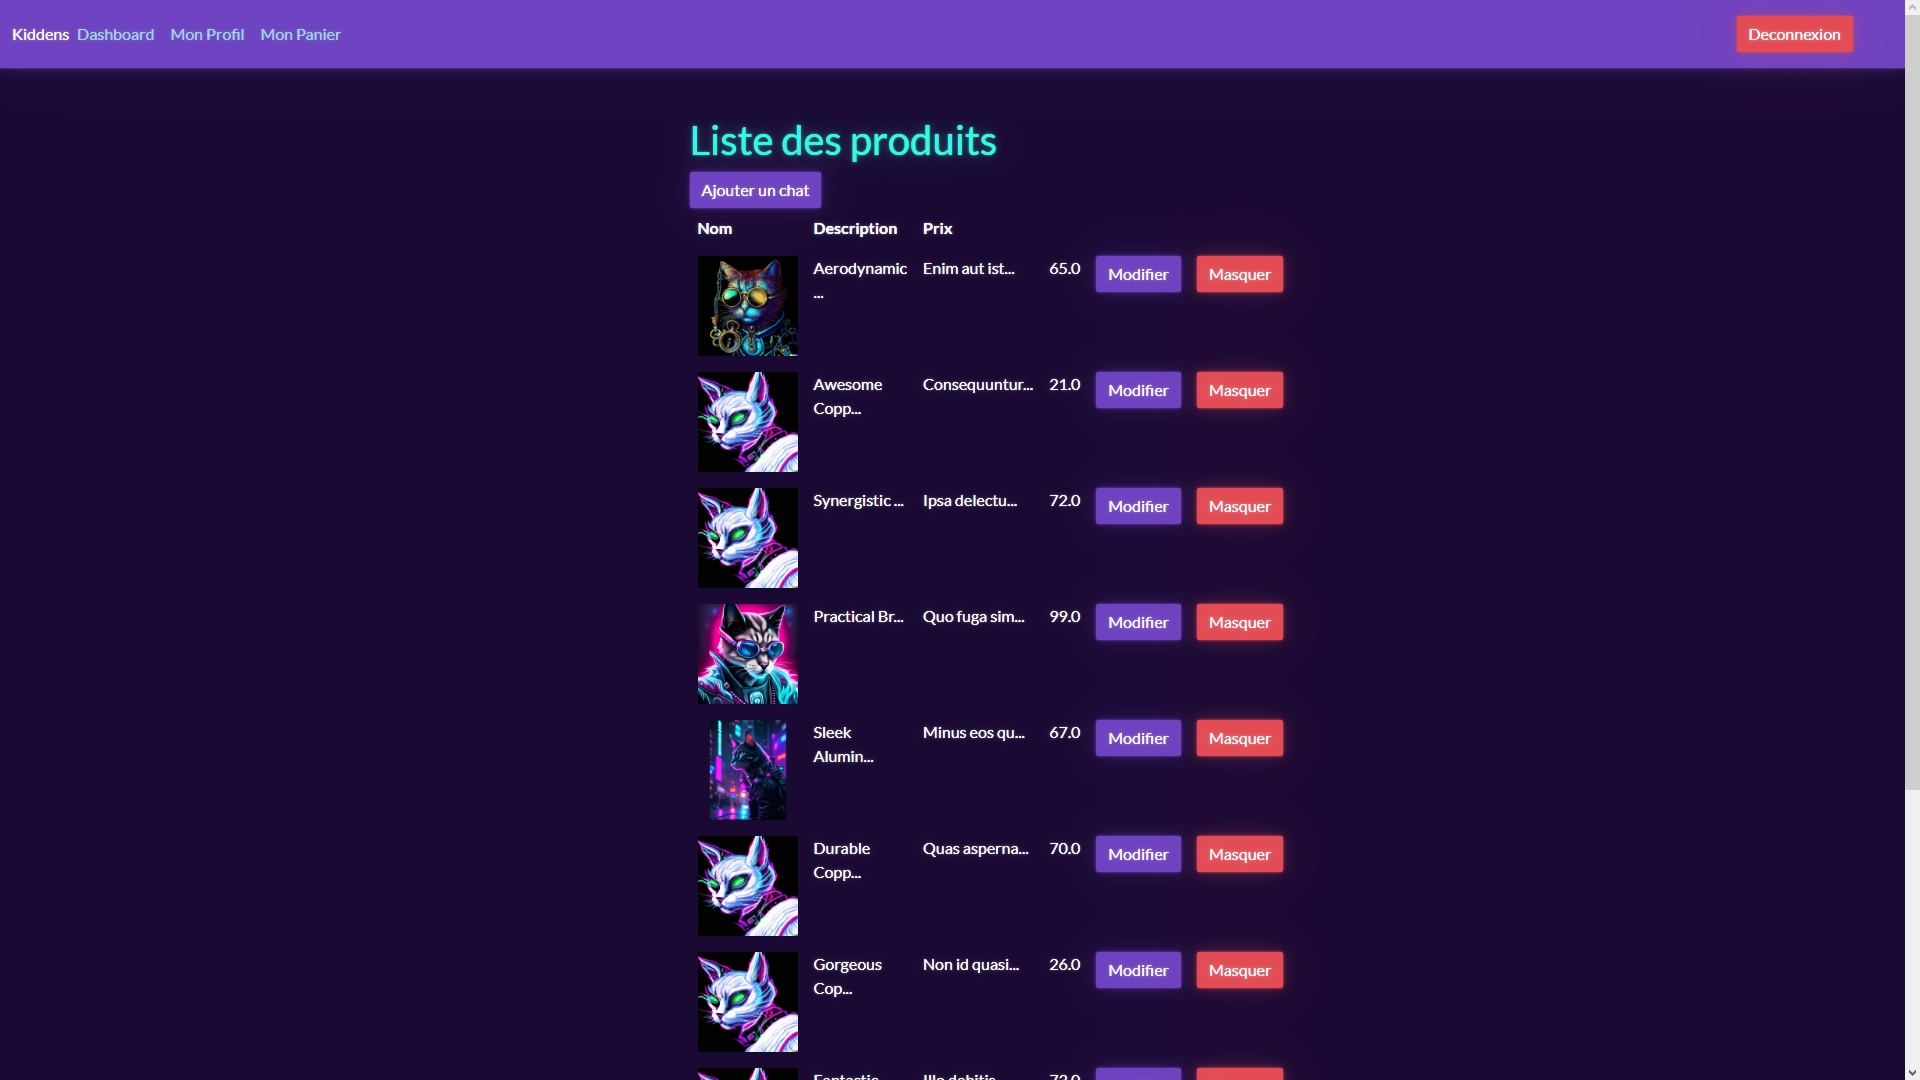 Kiddens Dashboard Mon Profil Mon Panier Deconnexion
Liste des produits
Ajouter un chat
Nom Description Prix
Aerodynamic Enim aut ist... 65.0 Modifier Masquer
...
Awesome Consequuntur... 21.0 Modifier Masquer
Copp...
Synergistic ... Ipsa delectu... 72.0 Modifier Masquer
Practical Br... Quo fuga sim... 99.0 Modifier Masquer
Sleek Minus eos qu... 67.0 Modifier Masquer
Alumin...
Durable Quas asperna... 70.0 Modifier Masquer
Copp...
Gorgeous Non id quasi... 26.0 Modifier Masquer
Cop...
Fantastic Illo debitis